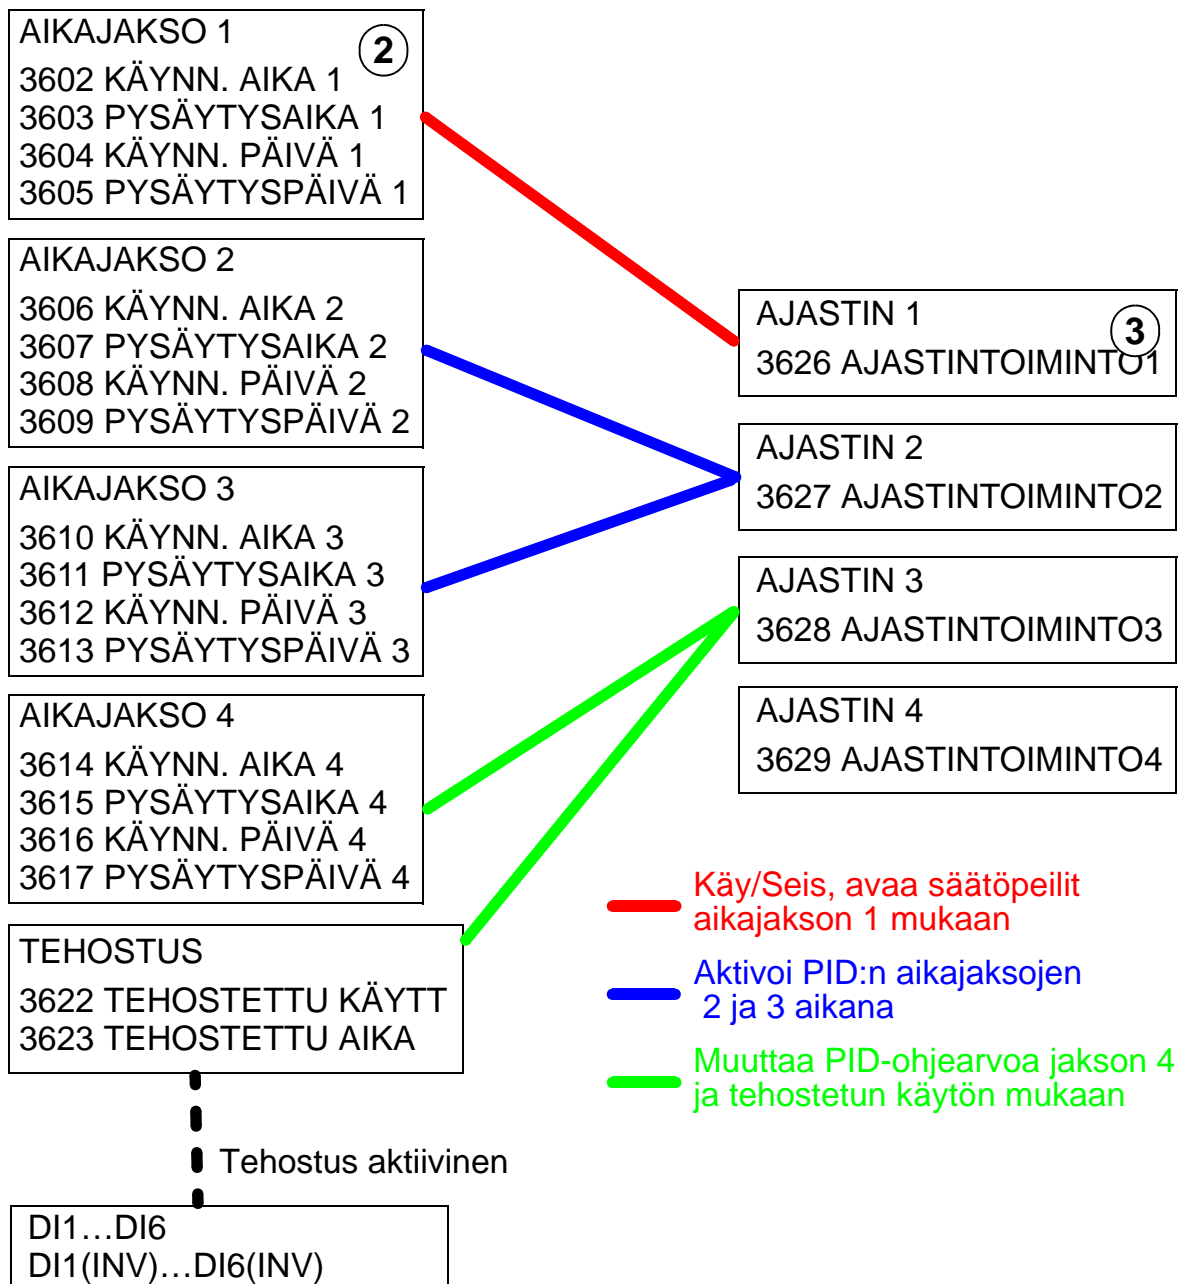 AIKAJAKSO 1
2
3602 KÄYNN. AIKA 1
3603 PYSÄYTYSAIKA 1
3604 KÄYNN. PÄIVÄ 1
3605 PYSÄYTYSPÄIVÄ 1
AIKAJAKSO 2
3606 KÄYNN. AIKA 2
3607 PYSÄYTYSAIKA 2
3608 KÄYNN. PÄIVÄ 2
3609 PYSÄYTYSPÄIVÄ 2
AIKAJAKSO 3
3610 KÄYNN. AIKA 3
3611 PYSÄYTYSAIKA 3
3612 KÄYNN. PÄIVÄ 3
3613 PYSÄYTYSPÄIVÄ 3
AIKAJAKSO 4
3614 KÄYNN. AIKA 4
3615 PYSÄYTYSAIKA 4
3616 KÄYNN. PÄIVÄ 4
3617 PYSÄYTYSPÄIVÄ 4
TEHOSTUS
3622 TEHOSTETTU KÄYTT
3623 TEHOSTETTU AIKA
Tehostus aktiivinen
DI1…DI6
DI1(INV)…DI6(INV)
AJASTIN 1
3
3626 AJASTINTOIMINTO1
AJASTIN 2
3627 AJASTINTOIMINTO2
AJASTIN 3
3628 AJASTINTOIMINTO3
AJASTIN 4
3629 AJASTINTOIMINTO4
Käy/Seis, avaa säätöpeilit
aikajakson 1 mukaan
Aktivoi PID:n aikajaksojen
2 ja 3 aikana
Muuttaa PID-ohjearvoa jakson 4
ja tehostetun käytön mukaan